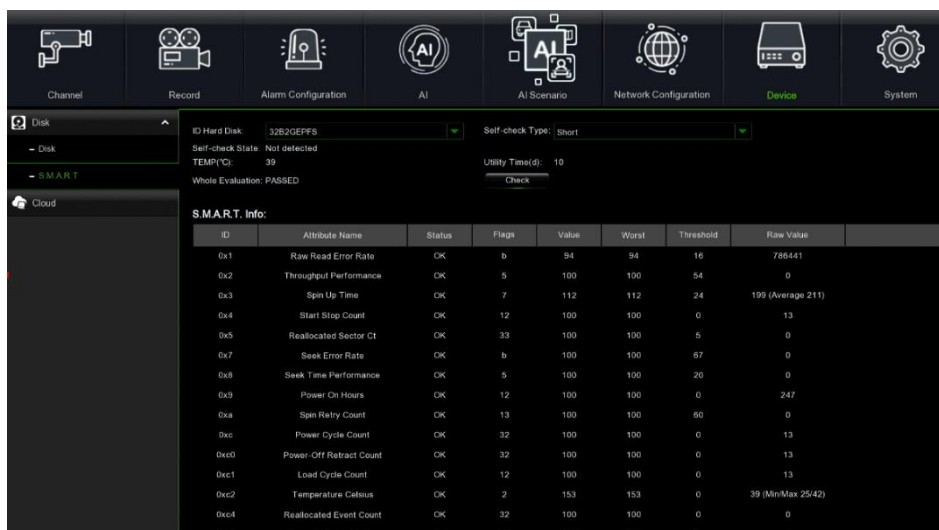 AI
Channel Record Alarm Configuration AI AI Scenario Network Configuration Device System
Disk
– Disk
– S.M.A.R.T
Cloud
ID Hard Disk: 32B2GEPFS Self-check Type: Short
Self-check State: Not detected
TEMP(°C): 39 Utility Time(d): 10
Whole Evaluation: PASSED Check
S.M.A.R.T. Info:
ID Attribute Name Status Flags Value Worst Threshold Raw Value
0x1 Raw Read Error Rate OK b 94 94 16 786441
0x2 Throughput Performance OK 5 100 100 54 0
0x3 Spin Up Time OK 7 112 112 24 199 (Average 211)
0x4 Start Stop Count OK 12 100 100 0 13
0x5 Reallocated Sector Ct OK 33 100 100 5 0
0x7 Seek Error Rate OK b 100 100 67 0
0x8 Seek Time Performance OK 5 100 100 20 0
0x9 Power On Hours OK 12 100 100 0 247
0xa Spin Retry Count OK 13 100 100 60 0
0xc Power Cycle Count OK 32 100 100 0 13
0xc0 Power-Off Retract Count OK 32 100 100 0 13
0xc1 Load Cycle Count OK 12 100 100 0 13
0xc2 Temperature Celsius OK 2 153 153 0 39 (Min/Max 25/42)
0xc4 Reallocated Event Count OK 32 100 100 0 0